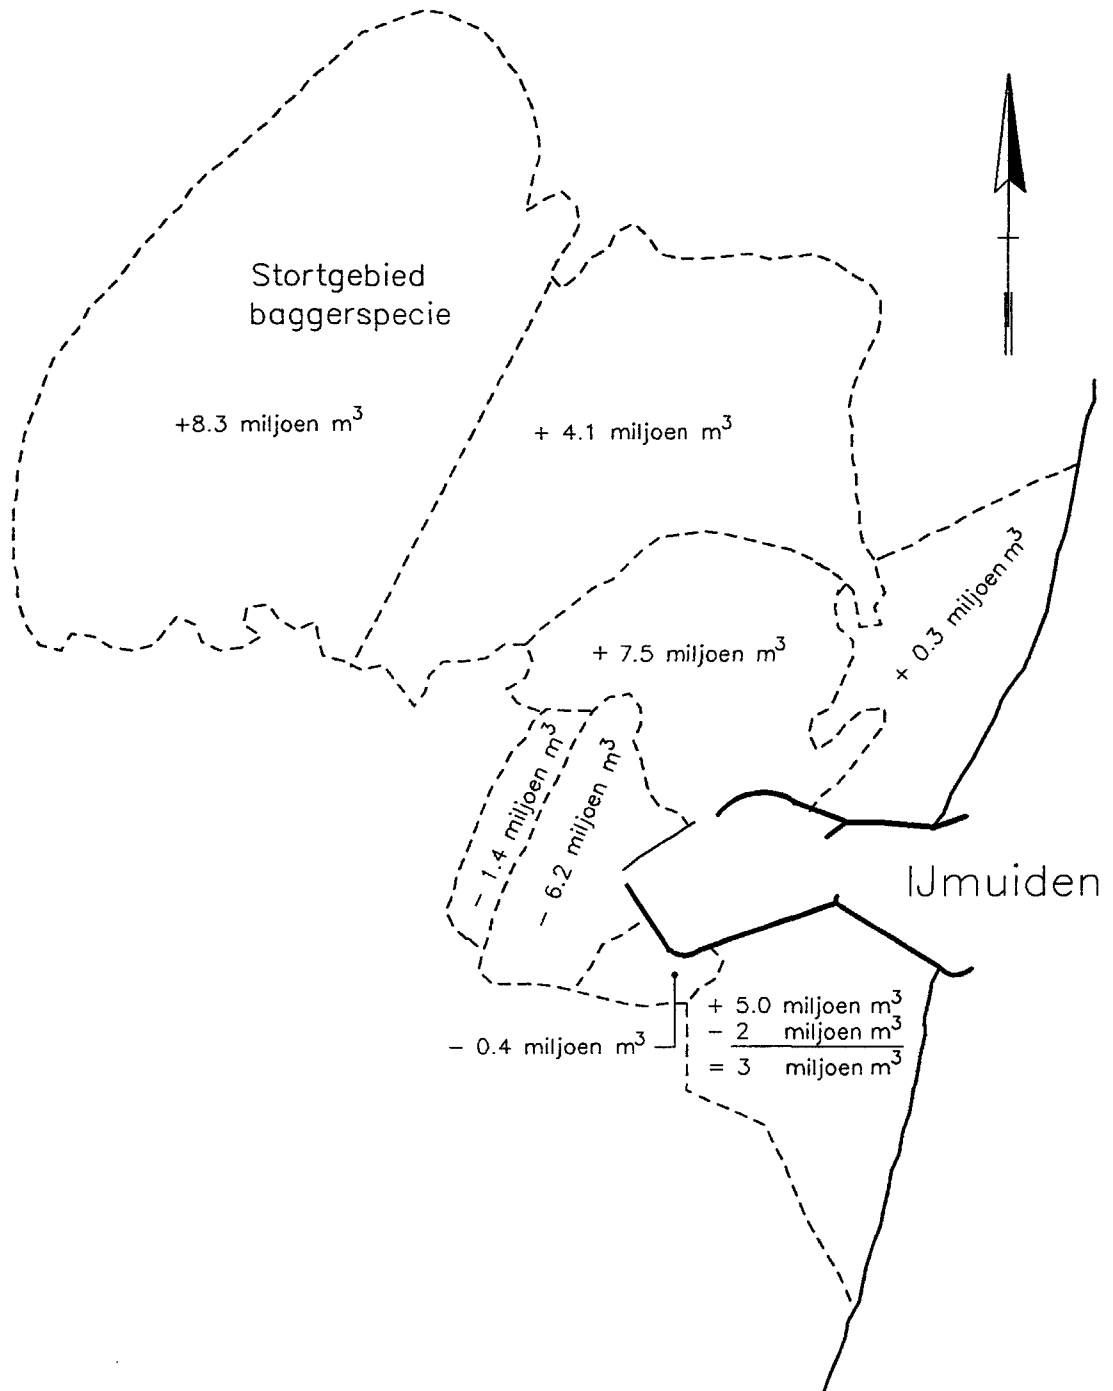 Stortgebied
baggerspecie
+8.3 miljoen m³
+ 4.1 miljoen m³
+ 0.3 miljoen m³
+ 7.5 miljoen m³
- 1.4 miljoen m³
- 6.2 miljoen m³
IJmuiden
- 0.4 miljoen m³
+ 5.0 miljoen m³
- 2 miljoen m³
= 3 miljoen m³